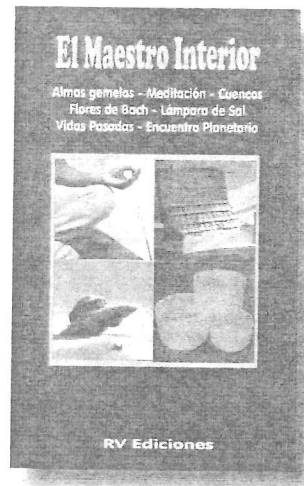 El Maestro Interior
Almas gemelas - Meditación - Cuencos
Flores de Bach - Lámpara de Sal
Vidas Pasadas - Encuentro Planetario
RV Ediciones